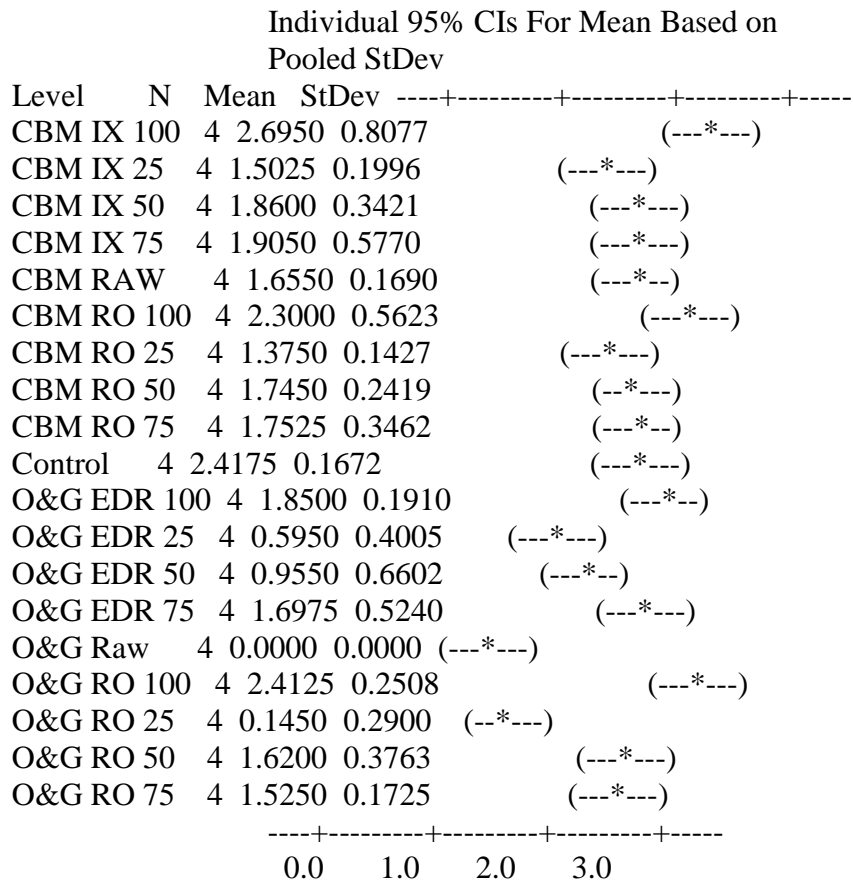 Individual 95% CIs For Mean Based on
Pooled StDev
Level N Mean StDev ----+---------+---------+---------+-----
CBM IX 100 4 2.6950 0.8077 (---*---)
CBM IX 25 4 1.5025 0.1996 (---*---)
CBM IX 50 4 1.8600 0.3421 (---*---)
CBM IX 75 4 1.9050 0.5770 (---*---)
CBM RAW 4 1.6550 0.1690 (---*--)
CBM RO 100 4 2.3000 0.5623 (---*---)
CBM RO 25 4 1.3750 0.1427 (---*---)
CBM RO 50 4 1.7450 0.2419 (--*---)
CBM RO 75 4 1.7525 0.3462 (---*--)
Control 4 2.4175 0.1672 (---*---)
O&G EDR 100 4 1.8500 0.1910 (---*--)
O&G EDR 25 4 0.5950 0.4005 (---*---)
O&G EDR 50 4 0.9550 0.6602 (---*--)
O&G EDR 75 4 1.6975 0.5240 (---*---)
O&G Raw 4 0.0000 0.0000 (---*---)
O&G RO 100 4 2.4125 0.2508 (---*---)
O&G RO 25 4 0.1450 0.2900 (--*---)
O&G RO 50 4 1.6200 0.3763 (---*---)
O&G RO 75 4 1.5250 0.1725 (---*---)
----+---------+---------+---------+-----
0.0 1.0 2.0 3.0